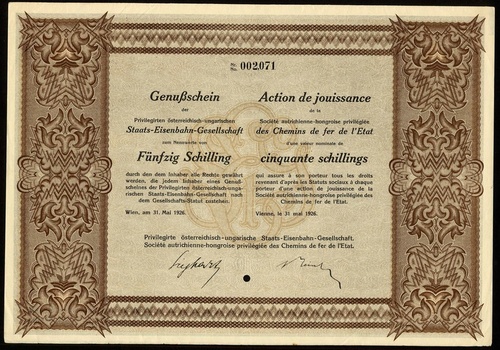 Nr.
No. 002,071
Genußschein
der
Privilegirten österreichisch-ungarischen
Staats-Eisenbahn-Gesellschaft
zum Nennwerte von
Fünfzig Schilling
durch den dem Inhaber alle Rechte gewährt
werden, die jedem Inhaber eines Genuß-
scheines der Privilegirten österreichisch-unga-
rischen Staats-Eisenbahn-Gesellschaft nach
dem Gesellschafts-Statut zustehen.
Wien, am 31. Mai 1926.
Action de jouissance
de la
Société autrichienne-hongroise privilégiée
des Chemins de fer de l'Etat
d'une valeur nominale de
cinquante schillings
qui assure à son porteur tous les droits
revenant d'après les Statuts sociaux à chaque
porteur d'une action de jouissance de la
Société autrichienne-hongroise privilégiée des
Chemins de fer de l'Etat.
Vienne, le 31 mai 1926.
Privilegirte österreichisch-ungarische Staats-Eisenbahn-Gesellschaft.
Société autrichienne-hongroise privilégiée des Chemins de fer de l'Etat.